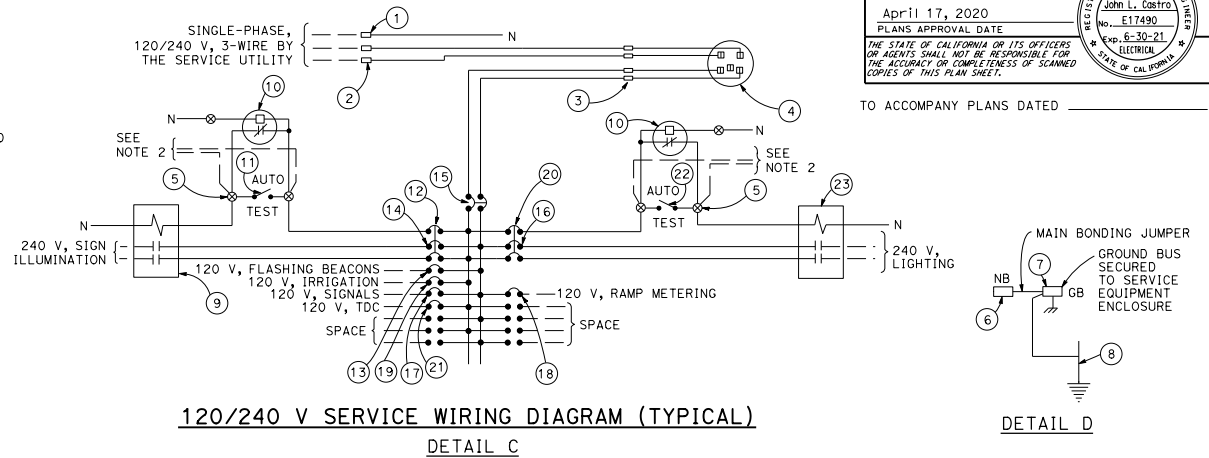 April 17, 2020
PLANS APPROVAL DATE
THE STATE OF CALIFORNIA OR ITS OFFICERS
OR AGENTS SHALL NOT BE RESPONSIBLE FOR
THE ACCURACY OR COMPLETENESS OF SCANNED
COPIES OF THIS PLAN SHEET.
John L. Castro
No. E17490
Exp. 6-30-21
ELECTRICAL
STATE OF CALIFORNIA
TO ACCOMPANY PLANS DATED
SINGLE-PHASE,
120/240 V, 3-WIRE BY
THE SERVICE UTILITY
1
N
2
3
4
10
N
SEE
NOTE 2
11
AUTO
5
TEST
N
240 V, SIGN
ILLUMINATION
9
12
15
20
14
16
120 V, FLASHING BEACONS
120 V, IRRIGATION
120 V, SIGNALS
120 V, TDC
SPACE
13
19
17
21
18
120 V, RAMP METERING
SPACE
10
N
SEE
NOTE 2
AUTO
22
5
TEST
23
N
240 V,
LIGHTING
120/240 V SERVICE WIRING DIAGRAM (TYPICAL)
DETAIL C
MAIN BONDING JUMPER
GROUND BUS
SECURED
TO SERVICE
EQUIPMENT
ENCLOSURE
7
NB
GB
6
8
DETAIL D